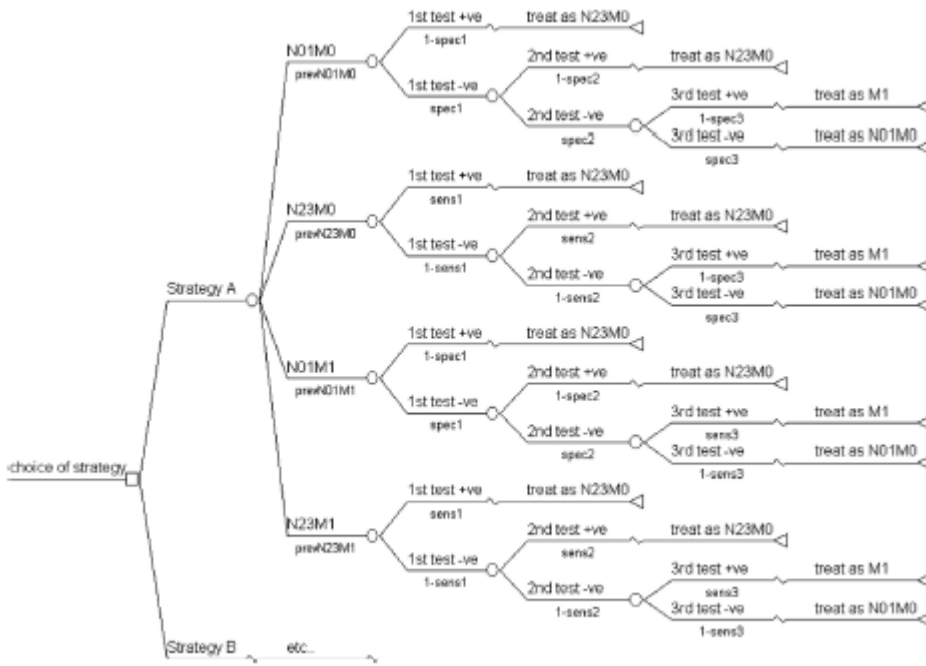 1st test +ve treat as N23M0
1-spec1
N01M0 2nd test +ve treat as N23M0
prevN01M0 1st test -ve 1-spec2
spec1 3rd test +ve treat as M1
2nd test -ve 1-spec3
spec2 3rd test -ve treat as N01M0
spec3
1st test +ve treat as N23M0
sens1
N23M0 2nd test +ve treat as N23M0
prevN23M0 1st test -ve sens2
1-sens1 3rd test +ve treat as M1
2nd test -ve 1-spec3
Strategy A 1-sens2 3rd test -ve treat as N01M0
spec3
1st test +ve treat as N23M0
1-spec1
N01M1 2nd test +ve treat as N23M0
prevN01M1 1st test -ve 1-spec2
spec1 3rd test +ve treat as M1
2nd test -ve sens3
spec2 3rd test -ve treat as N01M0
choice of strategy 1-sens3
1st test +ve treat as N23M0
sens1
N23M1 2nd test +ve treat as N23M0
prevN23M1 1st test -ve sens2
1-sens1 3rd test +ve treat as M1
2nd test -ve sens3
1-sens2 3rd test -ve treat as N01M0
1-sens3
Strategy B etc..